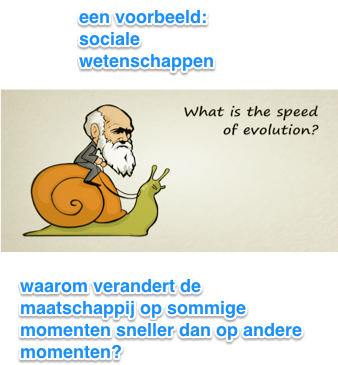 een voorbeeld:
sociale
wetenschappen
What is the speed
of evolution?
waarom verandert de
maatschappij op sommige
momenten sneller dan op andere
momenten?